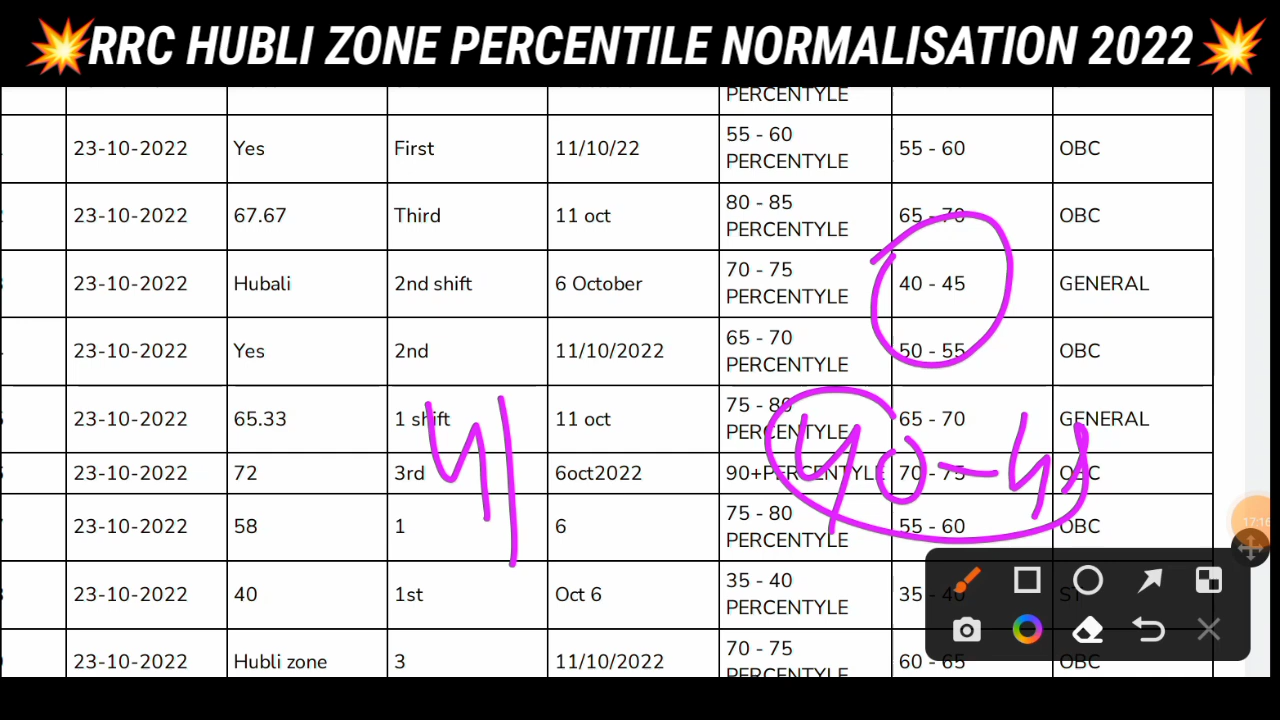 💥RRC HUBLI ZONE PERCENTILE NORMALISATION 2022💥
PERCENTYLE
23-10-2022 Yes First 11/10/22 55 - 60 PERCENTYLE 55 - 60 OBC
23-10-2022 67.67 Third 11 oct 80 - 85 PERCENTYLE 65 - 70 OBC
23-10-2022 Hubali 2nd shift 6 October 70 - 75 PERCENTYLE 40 - 45 GENERAL
23-10-2022 Yes 2nd 11/10/2022 65 - 70 PERCENTYLE 50 - 55 OBC
23-10-2022 65.33 1 shift 11 oct 75 - 80 PERCENTYLE 65 - 70 GENERAL
23-10-2022 72 3rd 6oct2022 90+PERCENTYLE 70 - 75 OBC
23-10-2022 58 1 6 75 - 80 PERCENTYLE 55 - 60 OBC
23-10-2022 40 1st Oct 6 35 - 40 PERCENTYLE 35 - 40 ST
23-10-2022 Hubli zone 3 11/10/2022 70 - 75 PERCENTYLE 60 - 65 OBC
17:16